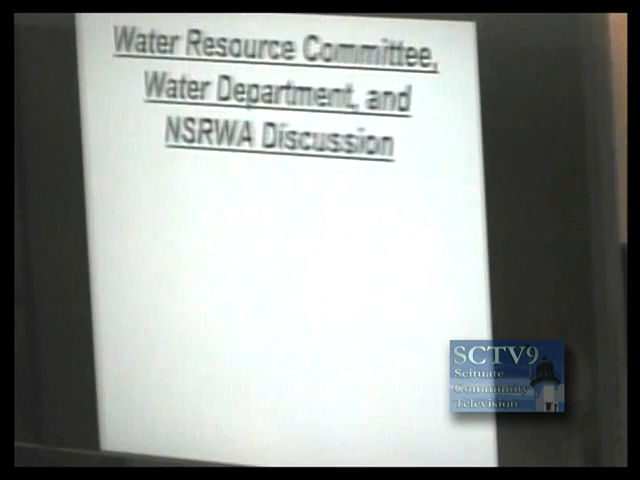 Water Resource Committee,
Water Department, and
NSRWA Discussion
SCTV9
Scituate
Community
Television